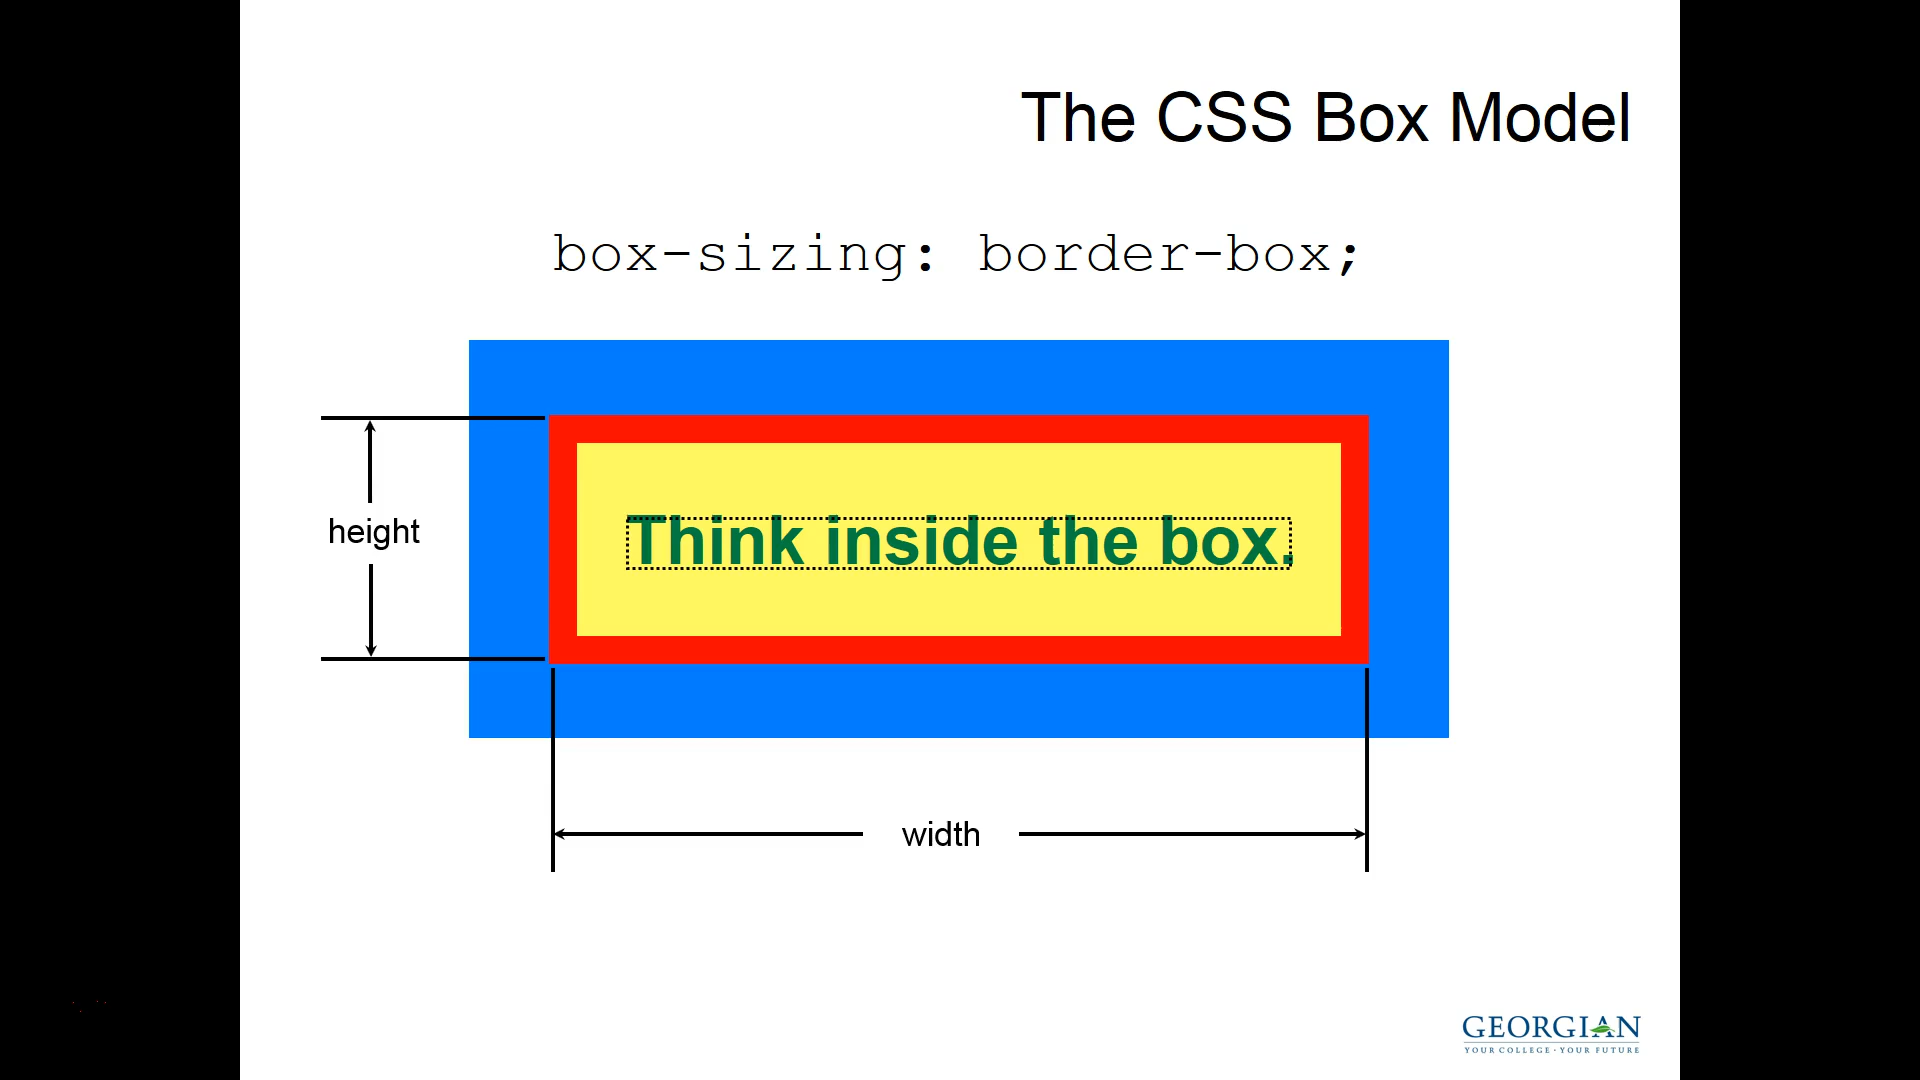 The CSS Box Model
box-sizing: border-box;
height
Think inside the box.
width
GEORGIAN
YOUR COLLEGE · YOUR FUTURE